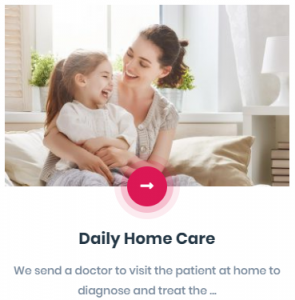 Daily Home Care
We send a doctor to visit the patient at home to
diagnose and treat the ...